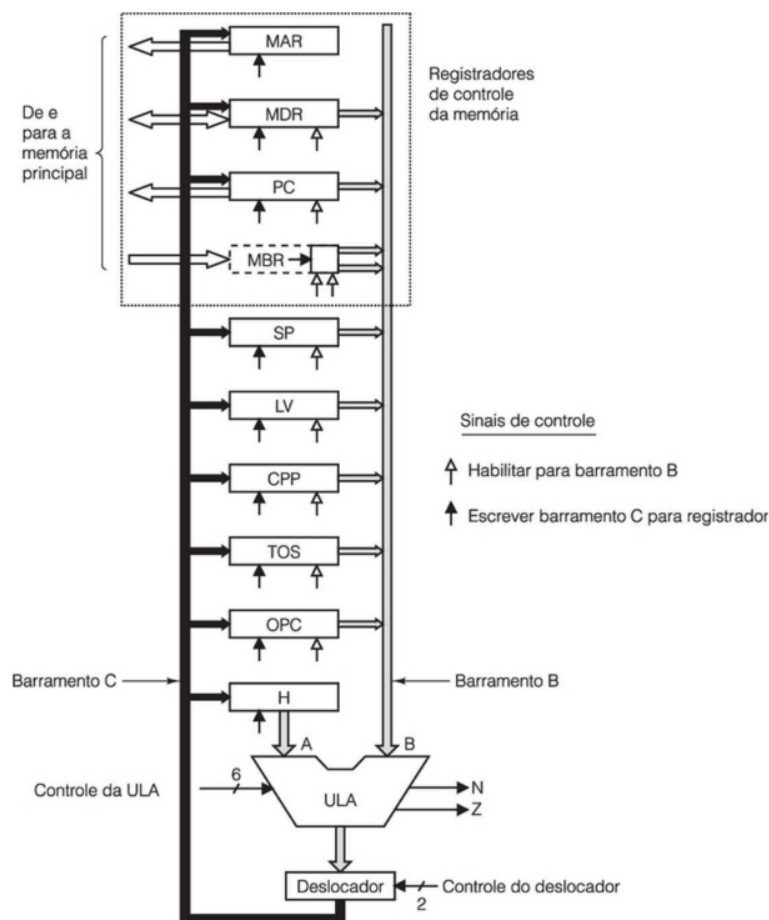 MAR
Registradores
de controle
da memória
De e
para a
memória
principal
MDR
PC
MBR
SP
LV
Sinais de controle
CPP
Habilitar para barramento B
Escrever barramento C para registrador
TOS
OPC
Barramento C
H
Barramento B
A
B
6
Controle da ULA
ULA
N
Z
Deslocador
Controle do deslocador
2